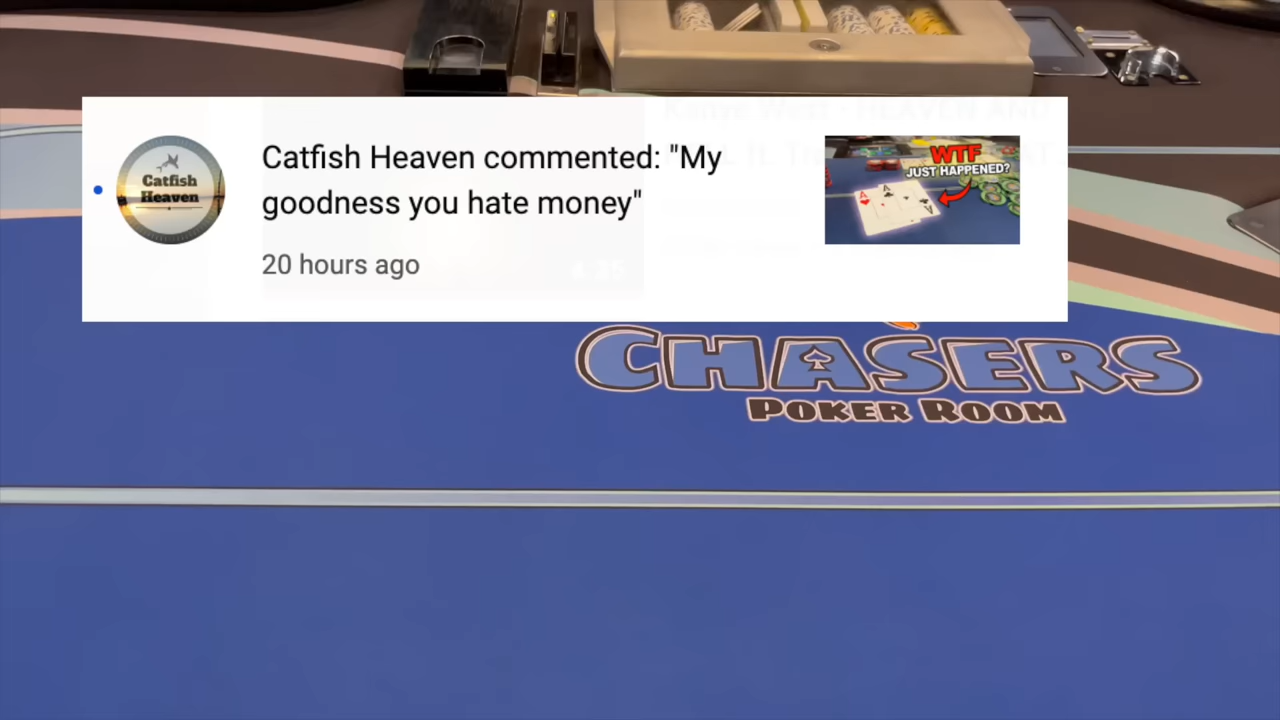 Catfish Heaven commented: "My
goodness you hate money"
20 hours ago
Catfish
Heaven
WTF
JUST HAPPENED?
CHASERS
POKER ROOM